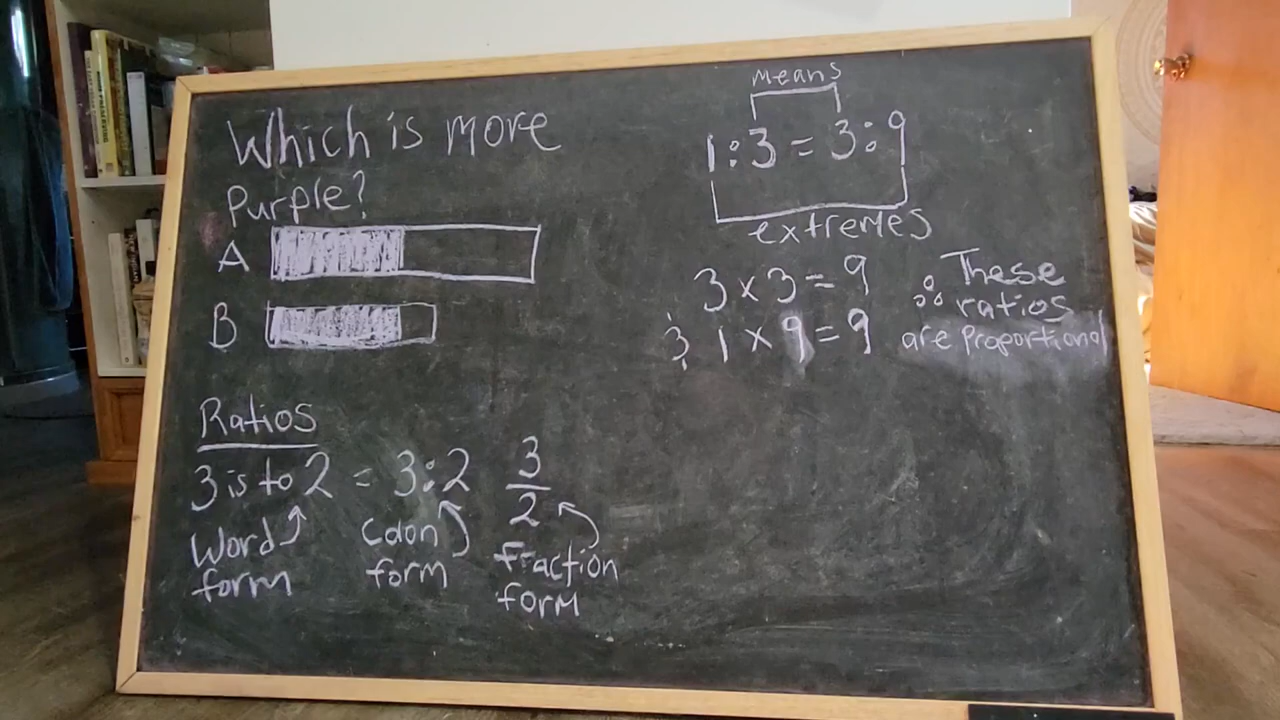 Which is more
Purple?
A
B
Ratios
3 is to 2 = 3:2 3/2
Word form
Colon form
Fraction form
means
1:3 = 3:9
extremes
3 x 3 = 9
& 1 x 9 = 9
∴ These
ratios
are proportional